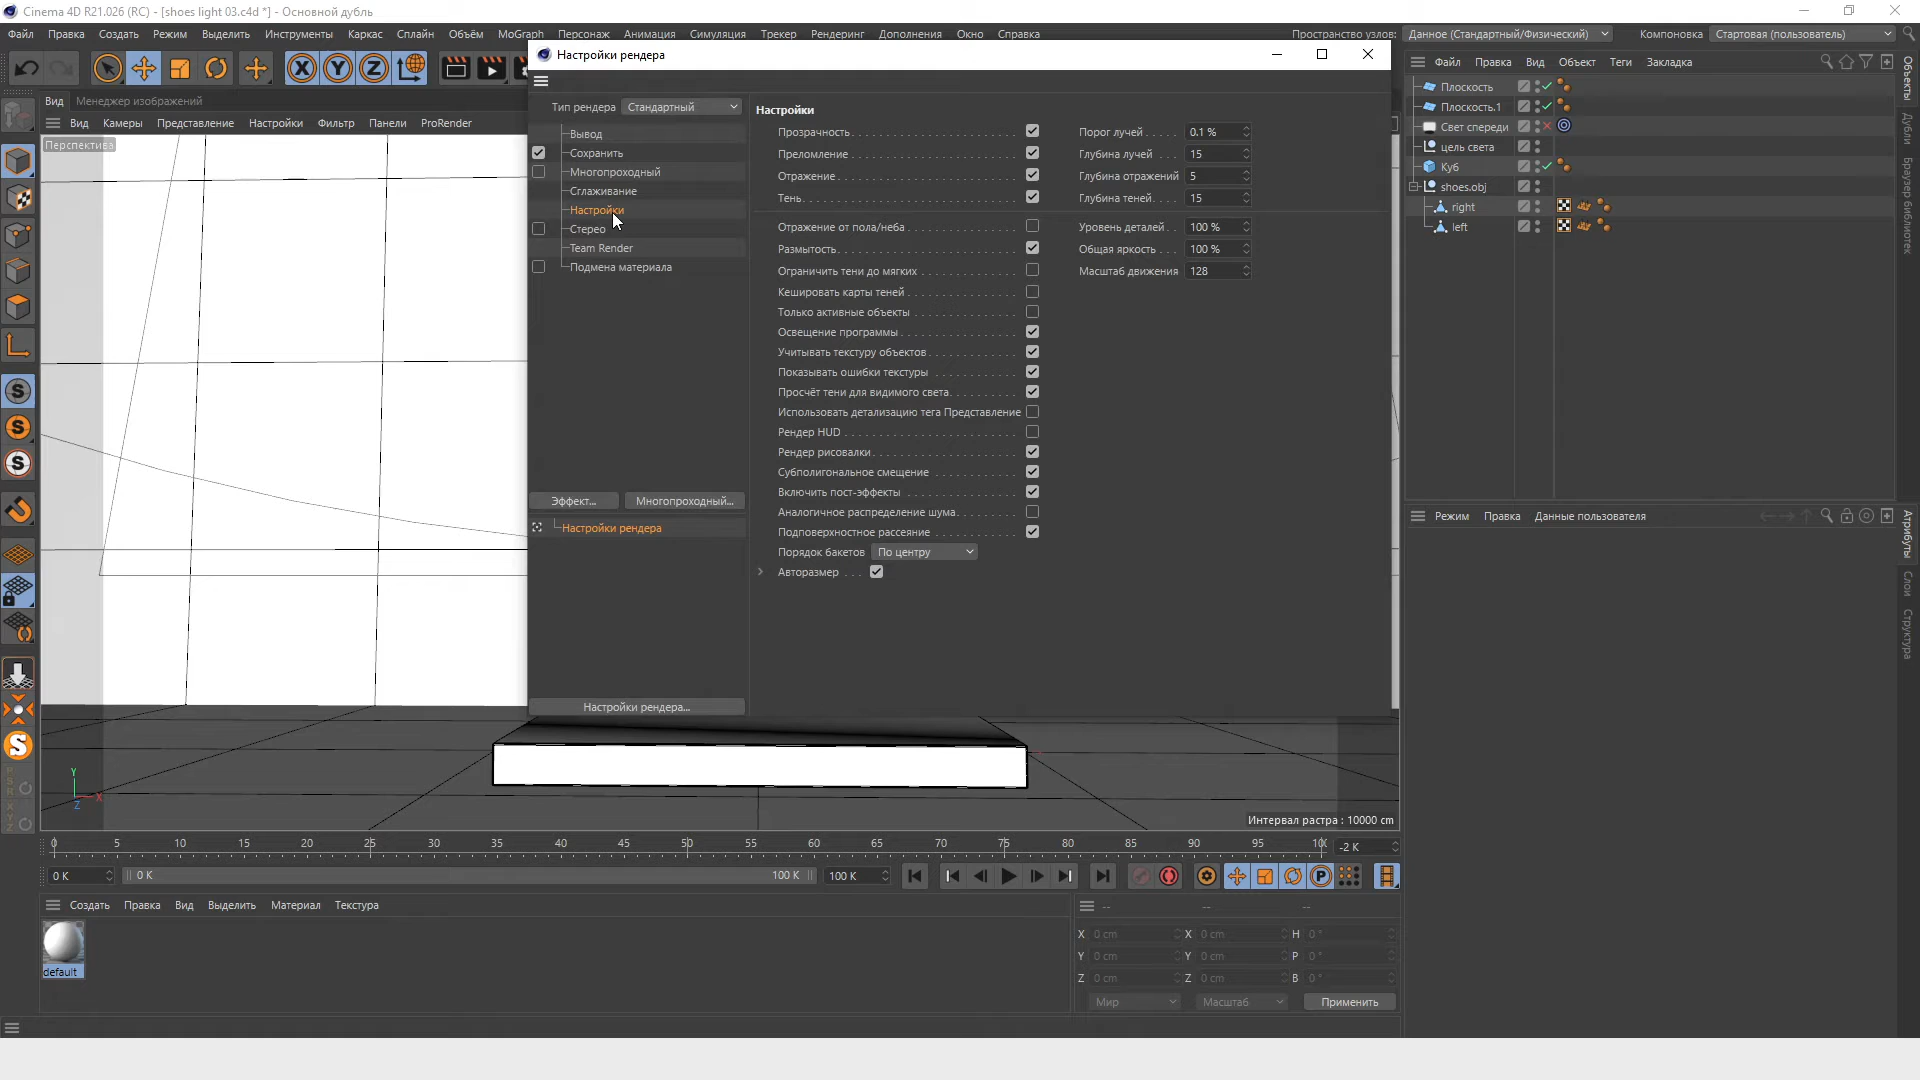 Cinema 4D R21.026 (RC) - [shoes light 03.c4d *] - Основной дубль
Файл Правка Создать Режим Выделить Инструменты Каркас Сплайн Объём MoGraph Персонаж Анимация Симуляция Трекер Рендеринг Дополнения Окно Справка
Пространство узлов: Данное (Стандартный/Физический) Компоновка Стартовая (пользователь)
Настройки рендера
Файл Правка Вид Объект Теги Закладка
Вид Менеджер изображений
Вид Камеры Представление Настройки Фильтр Панели ProRender
Перспектива
Тип рендера Стандартный
Вывод
Сохранить
Многопроходный
Сглаживание
Настройки
Стерео
Team Render
Подмена материала
Эффект... Многопроходный...
Настройки рендера
Настройки рендера...
Настройки
Прозрачность Порог лучей 0.1 %
Преломление Глубина лучей 15
Отражение Глубина отражений 5
Тень Глубина теней 15
Отражение от пола/неба Уровень деталей 100 %
Размытость Общая яркость 100 %
Ограничить тени до мягких Масштаб движения 128
Кешировать карты теней
Только активные объекты
Освещение программы
Учитывать текстуру объектов
Показывать ошибки текстуры
Просчёт тени для видимого света
Использовать детализацию тега Представление
Рендер HUD
Рендер рисовалки
Субполигональное смещение
Включить пост-эффекты
Аналогичное распределение шума
Подповерхностное рассеяние
Порядок бакетов По центру
Авторазмер
Плоскость
Плоскость.1
Свет спереди
цель света
Куб
shoes.obj
right
left
Объекты
Дубли
Браузер библиотек
Режим Правка Данные пользователя
Атрибуты
Слои
Структура
Y
X
Z
Интервал растра : 10000 cm
0 5 10 15 20 25 30 35 40 45 50 55 60 65 70 75 80 85 90 95 -2 K
0 K 0 K 100 K 100 K
Создать Правка Вид Выделить Материал Текстура
default
-- -- --
X 0 cm X 0 cm H 0 °
Y 0 cm Y 0 cm P 0 °
Z 0 cm Z 0 cm B 0 °
Мир Масштаб Применить